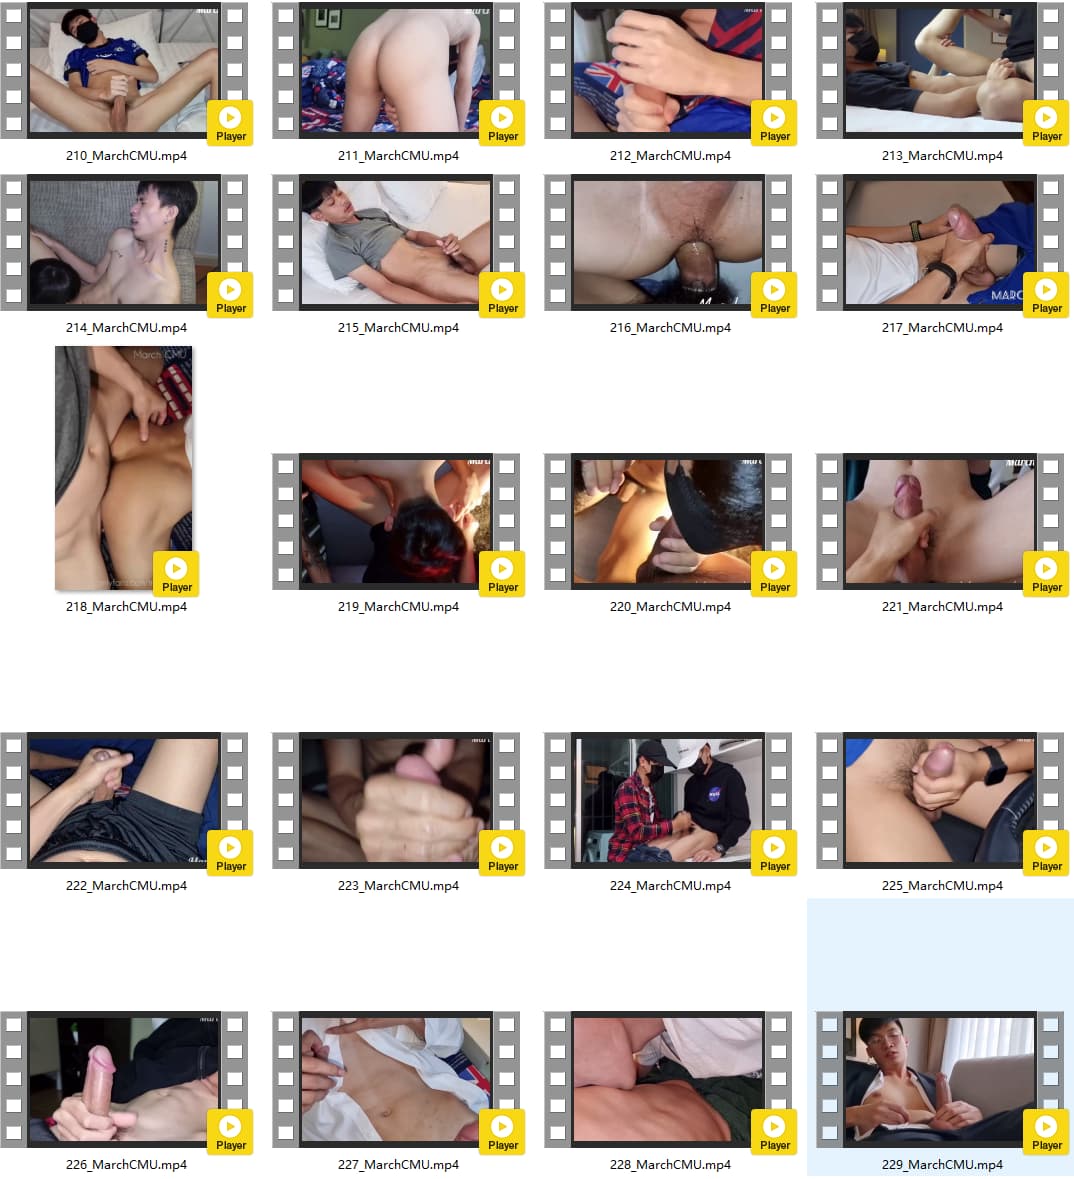 Player
Player
Player
Player
210_MarchCMU.mp4
211_MarchCMU.mp4
212_MarchCMU.mp4
213_MarchCMU.mp4
Player
Player
Player
MARC
Player
214_MarchCMU.mp4
215_MarchCMU.mp4
216_MarchCMU.mp4
217_MarchCMU.mp4
March CMU
Player
Player
Player
Player
218_MarchCMU.mp4
219_MarchCMU.mp4
220_MarchCMU.mp4
221_MarchCMU.mp4
NASA
Player
Player
Player
Player
222_MarchCMU.mp4
223_MarchCMU.mp4
224_MarchCMU.mp4
225_MarchCMU.mp4
Player
Player
Player
Player
226_MarchCMU.mp4
227_MarchCMU.mp4
228_MarchCMU.mp4
229_MarchCMU.mp4